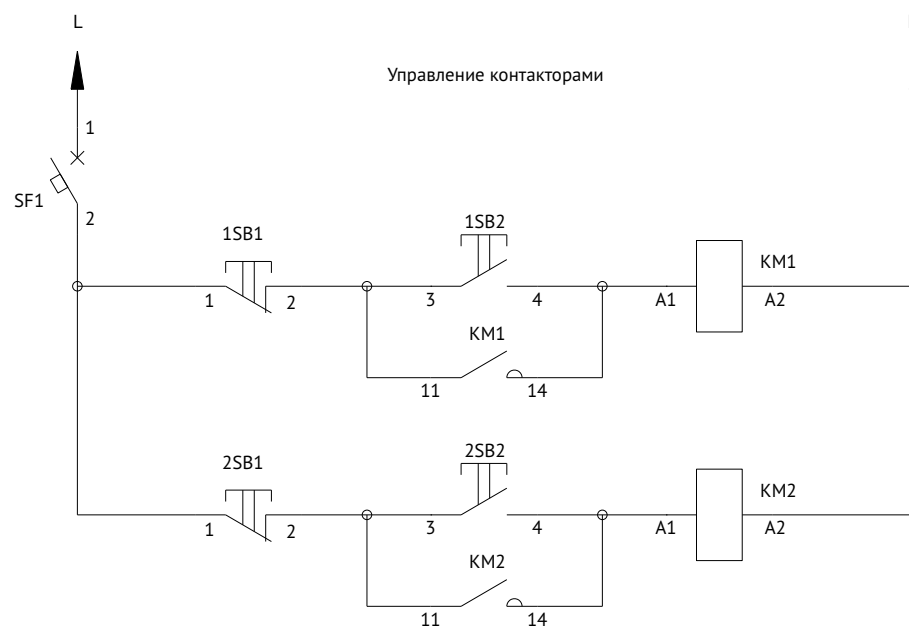 L
Управление контакторами
1
SF1
2
1SB1
1SB2
KM1
1
2
3
4
A1
A2
KM1
11
14
2SB1
2SB2
KM2
1
2
3
4
A1
A2
KM2
11
14